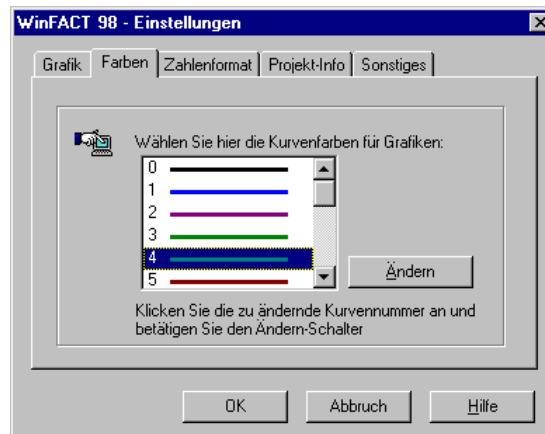 WinFACT 98 - Einstellungen
Grafik Farben Zahlenformat Projekt-Info Sonstiges
Wählen Sie hier die Kurvenfarben für Grafiken:
0
1
2
3
4
5
Ändern
Klicken Sie die zu ändernde Kurvennummer an und
betätigen Sie den Ändern-Schalter
OK Abbruch Hilfe